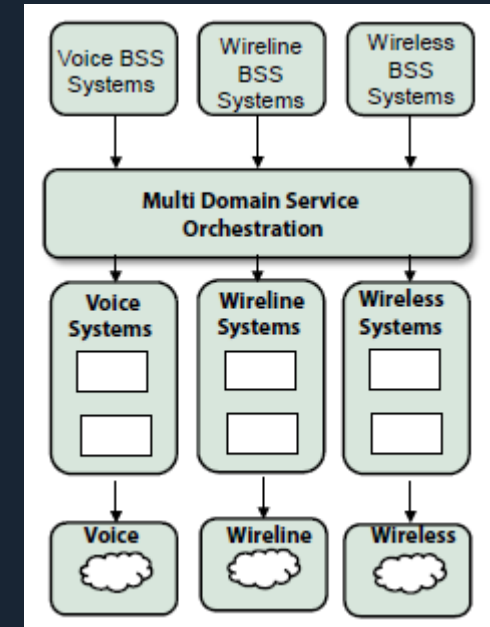 Voice BSS
Systems
Wireline
BSS
Systems
Wireless
BSS
Systems
Multi Domain Service
Orchestration
Voice
Systems
Wireline
Systems
Wireless
Systems
Voice
Wireline
Wireless